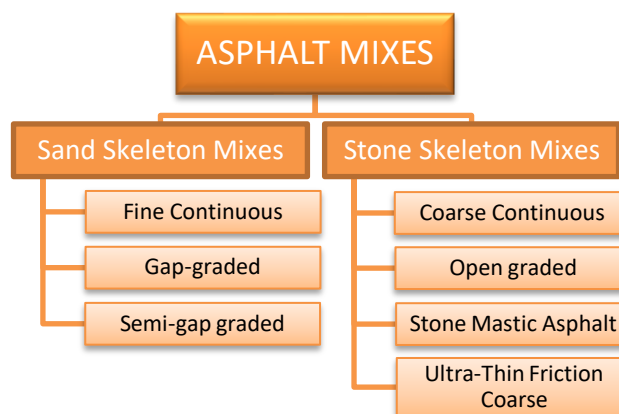 ASPHALT MIXES
Sand Skeleton Mixes
Fine Continuous
Gap-graded
Semi-gap graded
Stone Skeleton Mixes
Coarse Continuous
Open graded
Stone Mastic Asphalt
Ultra-Thin Friction
Coarse